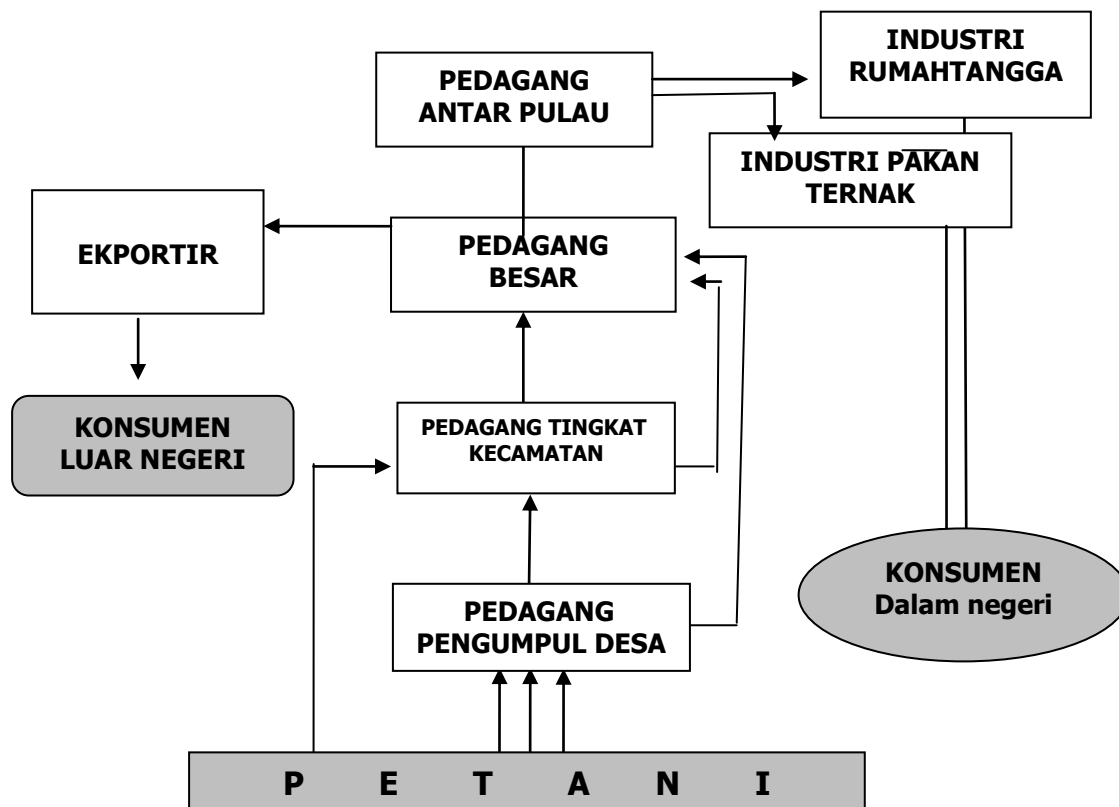 INDUSTRI
RUMAHTANGGA
PEDAGANG
ANTAR PULAU
INDUSTRI PAKAN
TERNAK
EKPORTIR
PEDAGANG
BESAR
KONSUMEN
LUAR NEGERI
PEDAGANG TINGKAT
KECAMATAN
KONSUMEN
Dalam negeri
PEDAGANG
PENGUMPUL DESA
P E T A N I